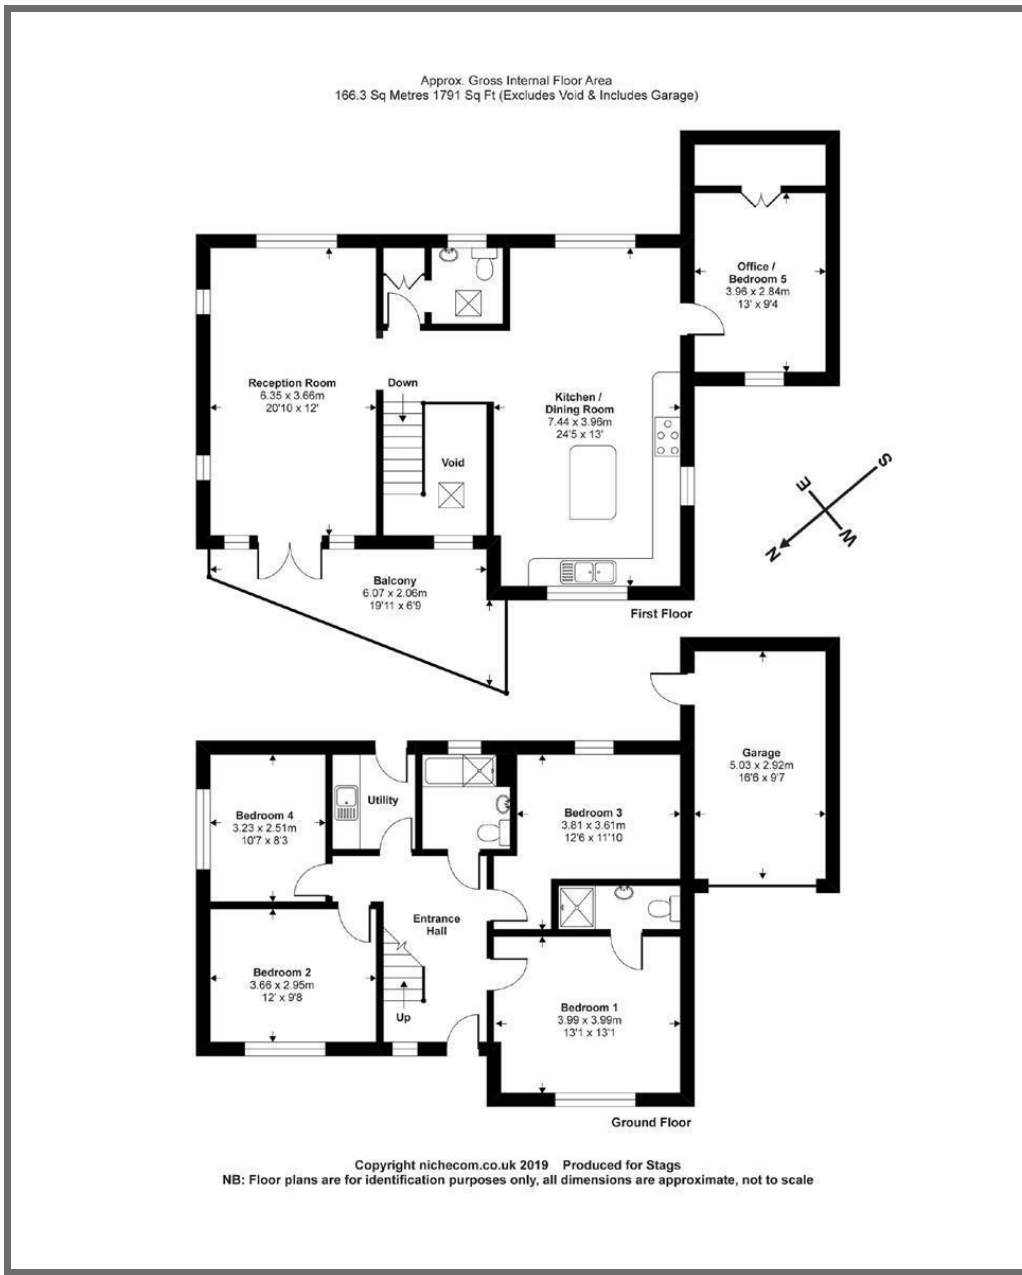 Approx. Gross Internal Floor Area
166.3 Sq Metres 1791 Sq Ft (Excludes Void & Includes Garage)
Office /
Bedroom 5
3.96 x 2.84m
13' x 9'4
Reception Room
6.35 x 3.66m
20'10 x 12'
Down
Kitchen /
Dining Room
7.44 x 3.96m
24'5 x 13'
Void
S
E
W
N
Balcony
6.07 x 2.06m
19'11 x 6'9
First Floor
Garage
5.03 x 2.92m
16'6 x 9'7
Bedroom 4
3.23 x 2.51m
10'7 x 8'3
Utility
Bedroom 3
3.81 x 3.61m
12'6 x 11'10
Entrance
Hall
Bedroom 2
3.66 x 2.95m
12' x 9'8
Up
Bedroom 1
3.99 x 3.99m
13'1 x 13'1
Ground Floor
Copyright nichecom.co.uk 2019 Produced for Stags
NB: Floor plans are for identification purposes only, all dimensions are approximate, not to scale